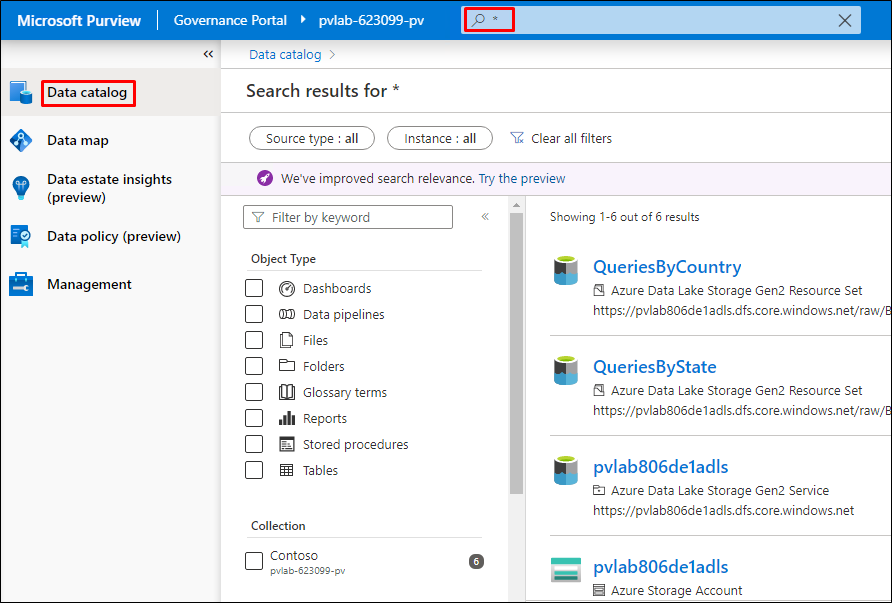 Microsoft Purview
Governance Portal
pvlab-623099-pv
*
Data catalog
Data map
Data estate insights
(preview)
Data policy (preview)
Management
Data catalog
Search results for *
Source type : all
Instance : all
Clear all filters
We've improved search relevance. Try the preview
Filter by keyword
Object Type
Dashboards
Data pipelines
Files
Folders
Glossary terms
Reports
Stored procedures
Tables
Collection
Contoso
pvlab-623099-pv
6
Showing 1-6 out of 6 results
QueriesByCountry
Azure Data Lake Storage Gen2 Resource Set
https://pvlab806de1adls.dfs.core.windows.net/raw/B
QueriesByState
Azure Data Lake Storage Gen2 Resource Set
https://pvlab806de1adls.dfs.core.windows.net/raw/B
pvlab806de1adls
Azure Data Lake Storage Gen2 Service
https://pvlab806de1adls.dfs.core.windows.net
pvlab806de1adls
Azure Storage Account